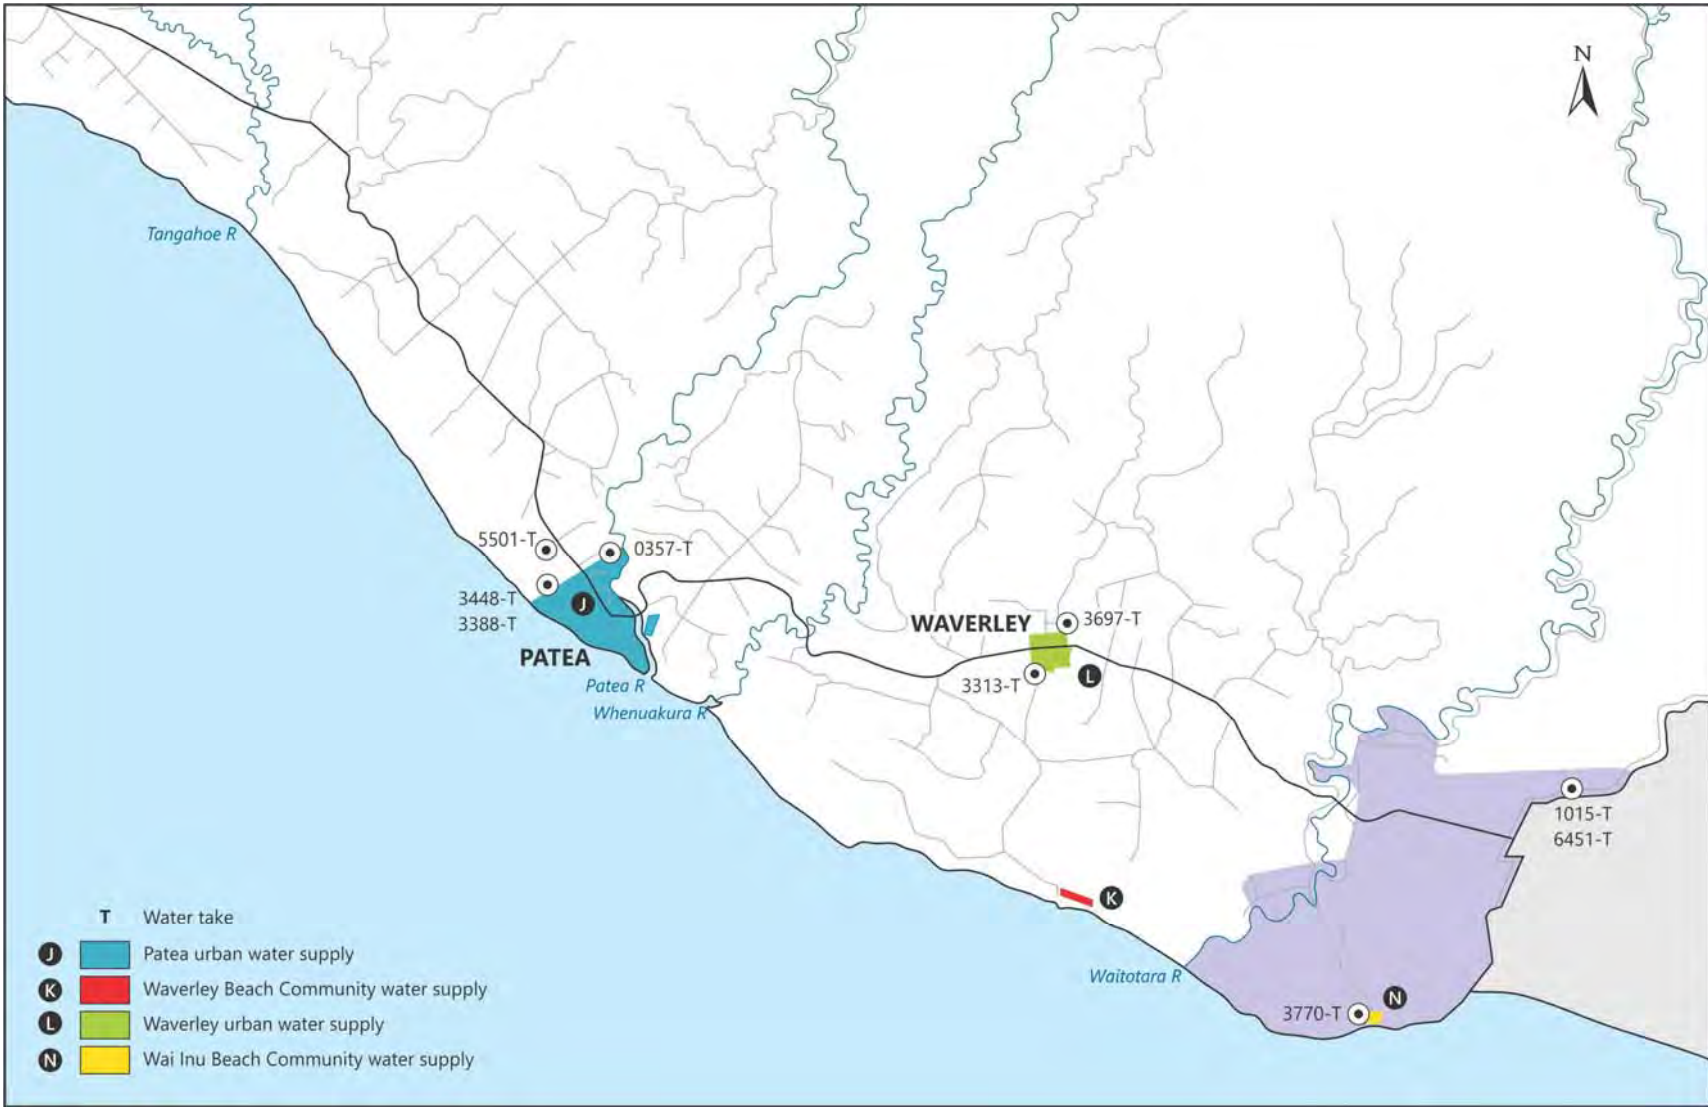 N
Tangahoe R
5501-T
0357-T
3448-T
3388-T
J
PATEA
Patea R
Whenuakura R
WAVERLEY
3697-T
3313-T
L
1015-T
6451-T
K
Waitotara R
3770-T
N
T Water take
J Patea urban water supply
K Waverley Beach Community water supply
L Waverley urban water supply
N Wai Inu Beach Community water supply